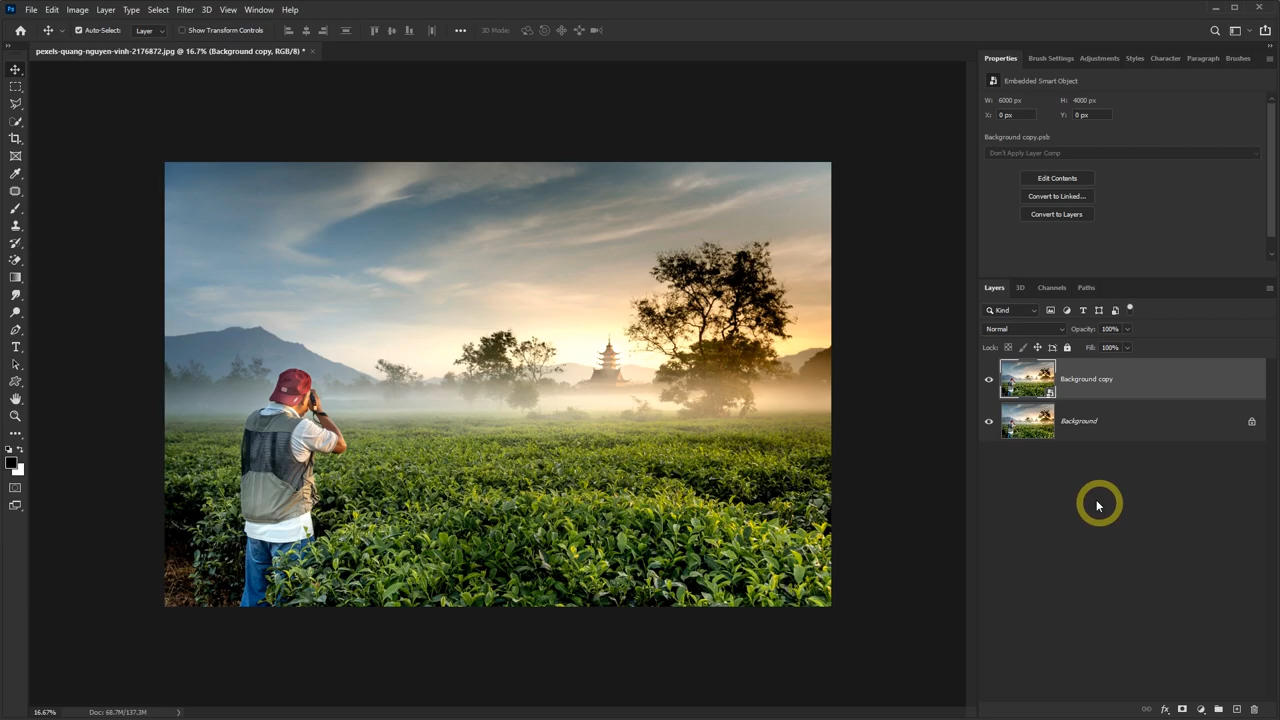 Ps File Edit Image Layer Type Select Filter 3D View Window Help
Auto-Select: Layer Show Transform Controls 3D Mode:
pexels-quang-nguyen-vinh-2176872.jpg @ 16.7% (Background copy, RGB/8) *
Properties Brush Settings Adjustments Styles Character Paragraph Brushes
Embedded Smart Object
W: 6000 px H: 4000 px
X: 0 px Y: 0 px
Background copy.psb
Don't Apply Layer Comp
Edit Contents
Convert to Linked...
Convert to Layers
Layers 3D Channels Paths
Kind
Normal Opacity: 100%
Lock: Fill: 100%
Background copy
Background
16.67% Doc: 68.7M/137.3M